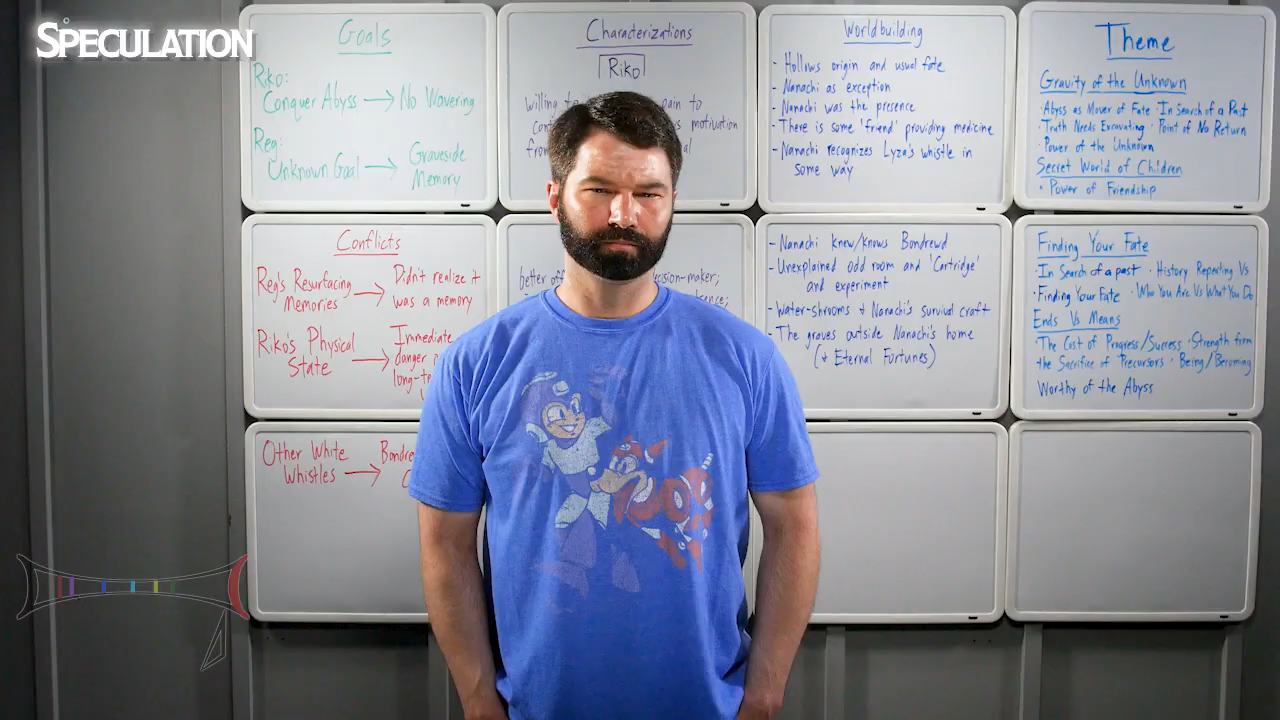 SPECULATION
Goals
Riko:
Conquer Abyss → No Wavering
Reg:
Unknown Goal → Graveside
Memory
Characterizations
Riko
willing to pain to
motivation
from
Worldbuilding
- Hollows origin and usual fate
- Nanachi as exception
- Nanachi was the presence
- There is some 'friend' providing medicine
- Nanachi recognizes Lyza's whistle in
some way
Theme
Gravity of the Unknown
· Abyss as Mover of Fate · In Search of a Past
· Truth Needs Excavating · Point of No Return
· Power of the Unknown
Secret World of Children
· Power of Friendship
Conflicts
Reg's Resurfacing
Memories → Didn't realize it
was a memory
Riko's Physical
State → Immediate
danger
better
- Nanachi knew/knows Bondrewd
- Unexplained odd room and 'Cartridge'
and experiment
- Water-shrooms + Nanachi's survival craft
- The graves outside Nanachi's home
(+ Eternal Fortunes)
Finding Your Fate
· In Search of a past · History Repeating Vs
· Finding Your Fate · Who You Are Vs What You Do
Ends Vs Means
· The Cost of Progress/Success · Strength from
the Sacrifice of Precursors · Being/Becoming
Worthy of the Abyss
Other White
Whistles →